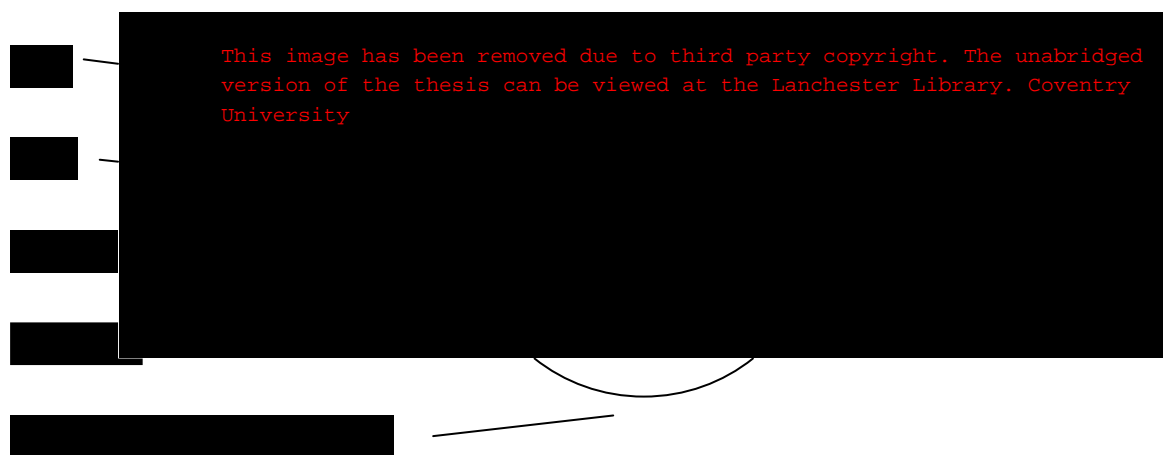 This image has been removed due to third party copyright. The unabridged
version of the thesis can be viewed at the Lanchester Library. Coventry
University